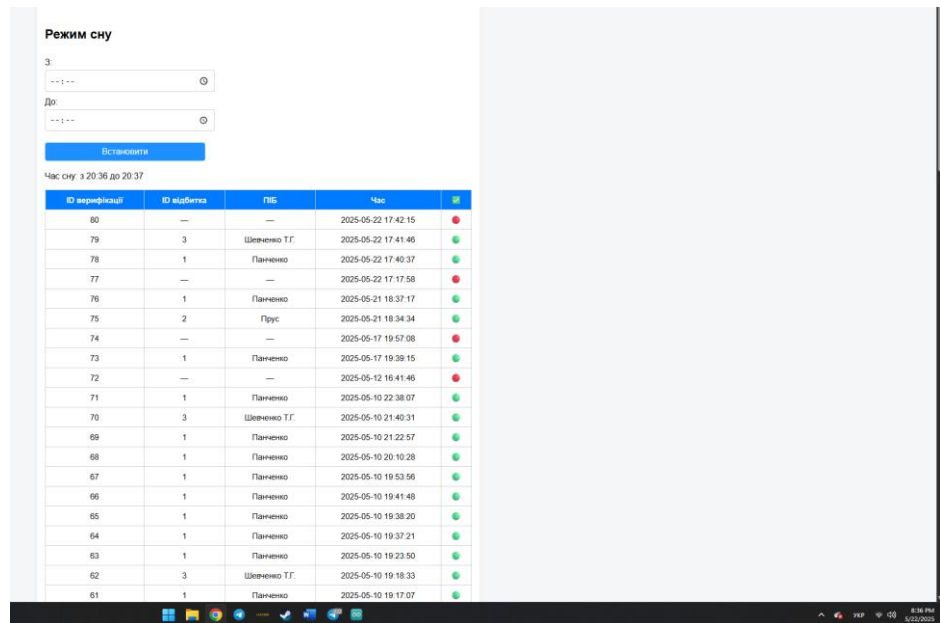 Режим сну
З:
--:--
До:
--:--
Встановити
Час сну: з 20:36 до 20:37
ID верифікації ID відбитка ПІБ Час ✅
80 — — 2025-05-22 17:42:15
79 3 Шевченко Т.Г. 2025-05-22 17:41:46
78 1 Панченко 2025-05-22 17:40:37
77 — — 2025-05-22 17:17:58
76 1 Панченко 2025-05-21 18:37:17
75 2 Прус 2025-05-21 18:34:34
74 — — 2025-05-17 19:57:08
73 1 Панченко 2025-05-17 19:39:15
72 — — 2025-05-12 16:41:46
71 1 Панченко 2025-05-10 22:38:07
70 3 Шевченко Т.Г. 2025-05-10 21:40:31
69 1 Панченко 2025-05-10 21:22:57
68 1 Панченко 2025-05-10 20:10:28
67 1 Панченко 2025-05-10 19:53:56
66 1 Панченко 2025-05-10 19:41:48
65 1 Панченко 2025-05-10 19:38:20
64 1 Панченко 2025-05-10 19:37:21
63 1 Панченко 2025-05-10 19:23:50
62 3 Шевченко Т.Г. 2025-05-10 19:18:33
61 1 Панченко 2025-05-10 19:17:07
УКР
8:36 PM
5/22/2025